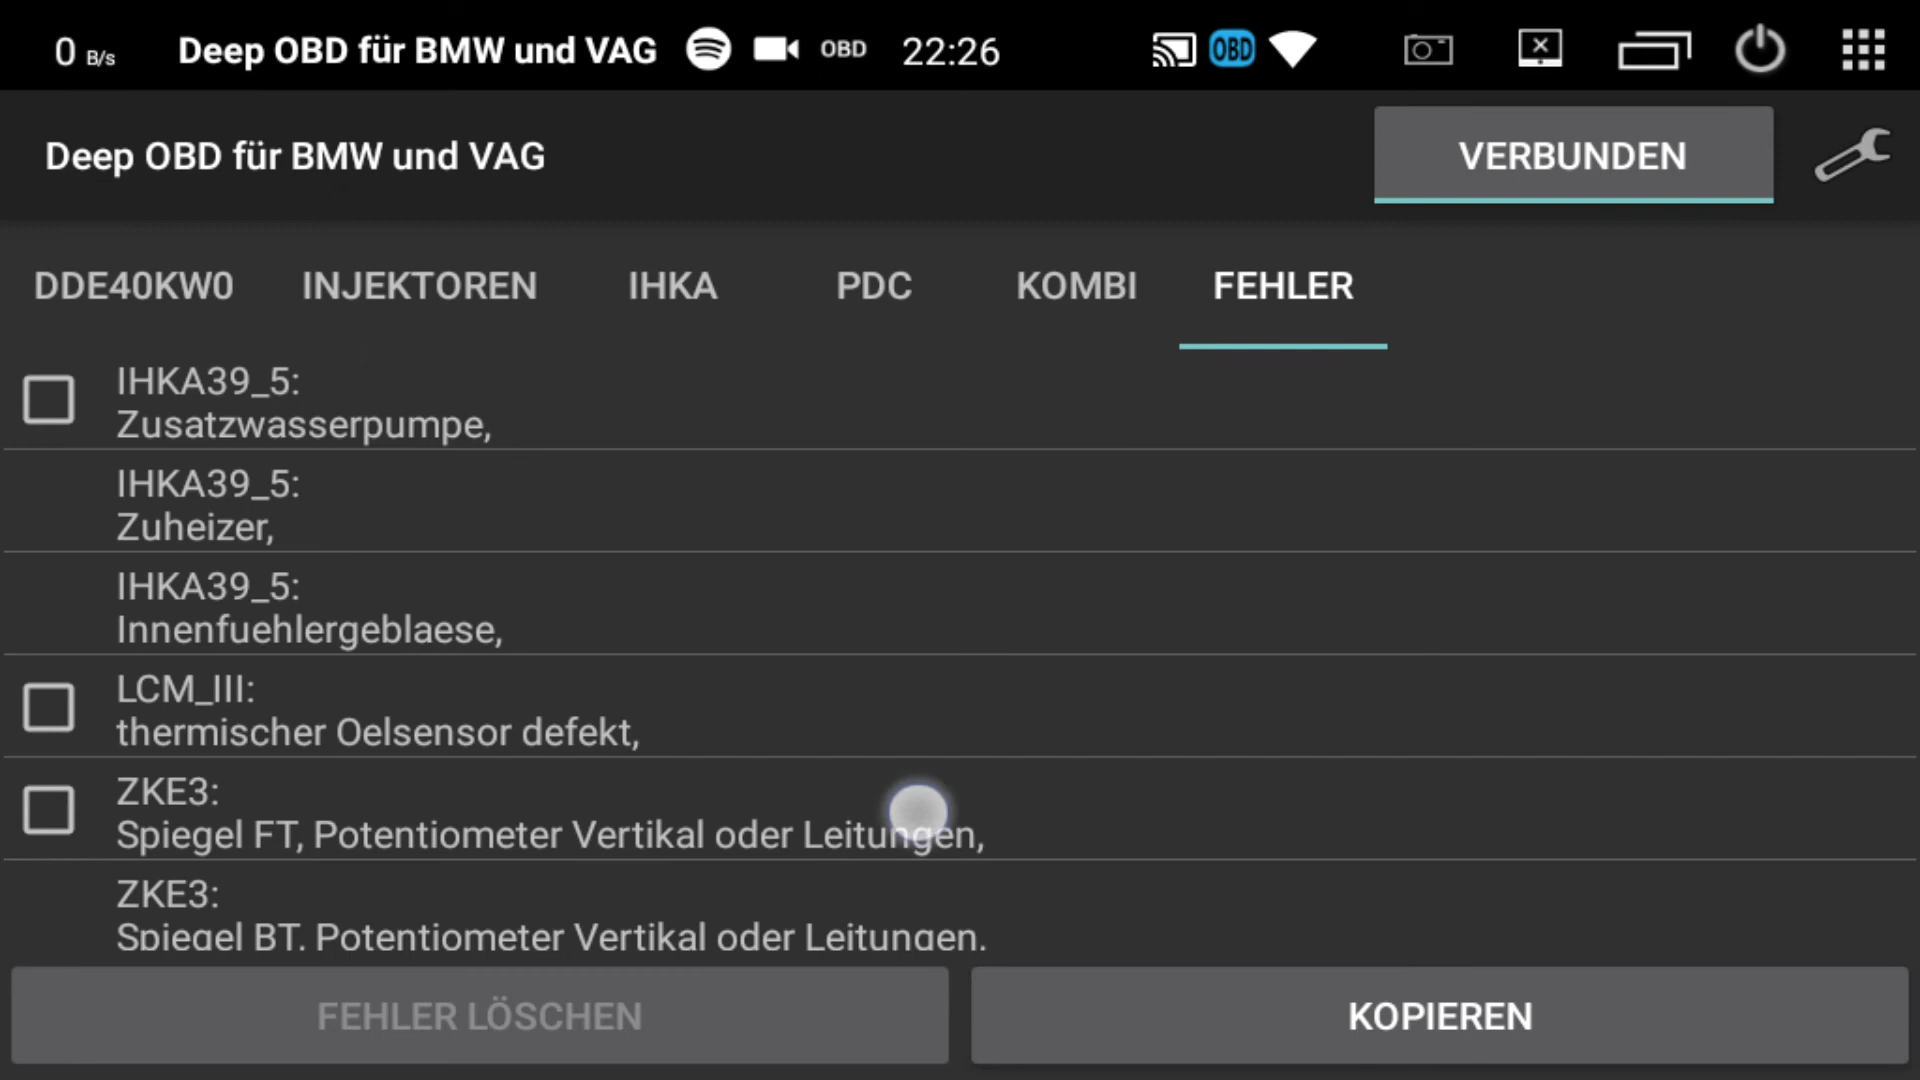 0 B/s Deep OBD für BMW und VAG OBD 22:26 OBD
Deep OBD für BMW und VAG VERBUNDEN
DDE40KW0 INJEKTOREN IHKA PDC KOMBI FEHLER
IHKA39_5:
Zusatzwasserpumpe,
IHKA39_5:
Zuheizer,
IHKA39_5:
Innenfuehlergeblaese,
LCM_III:
thermischer Oelsensor defekt,
ZKE3:
Spiegel FT, Potentiometer Vertikal oder Leitungen,
ZKE3:
Spiegel BT, Potentiometer Vertikal oder Leitungen,
FEHLER LÖSCHEN KOPIEREN